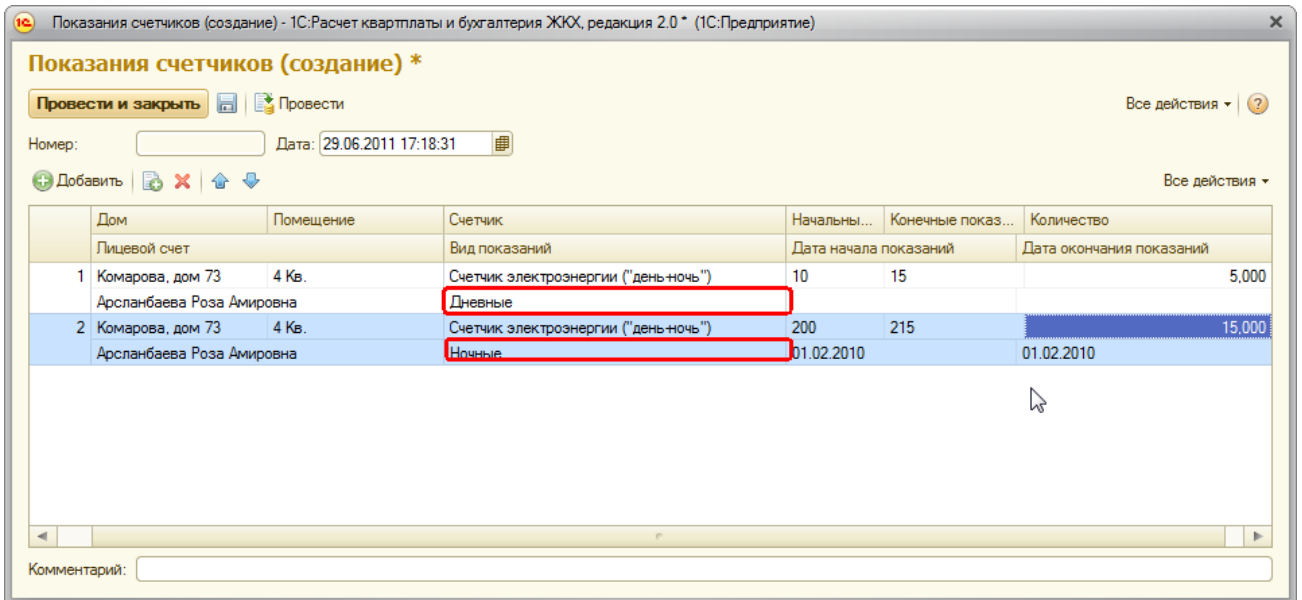 Показания счетчиков (создание) - 1С:Расчет квартплаты и бухгалтерия ЖКХ, редакция 2.0 * (1С:Предприятие)
Показания счетчиков (создание) *
Провести и закрыть Провести Все действия
Номер: Дата: 29.06.2011 17:18:31
Добавить Все действия
Дом Помещение Счетчик Начальны... Конечные показ... Количество
Лицевой счет Вид показаний Дата начала показаний Дата окончания показаний
1 Комарова, дом 73 4 Кв. Счетчик электроэнергии ("день-ночь") 10 15 5,000
Арсланбаева Роза Амировна Дневные
2 Комарова, дом 73 4 Кв. Счетчик электроэнергии ("день-ночь") 200 215 15,000
Арсланбаева Роза Амировна Ночные 01.02.2010 01.02.2010
Комментарий: